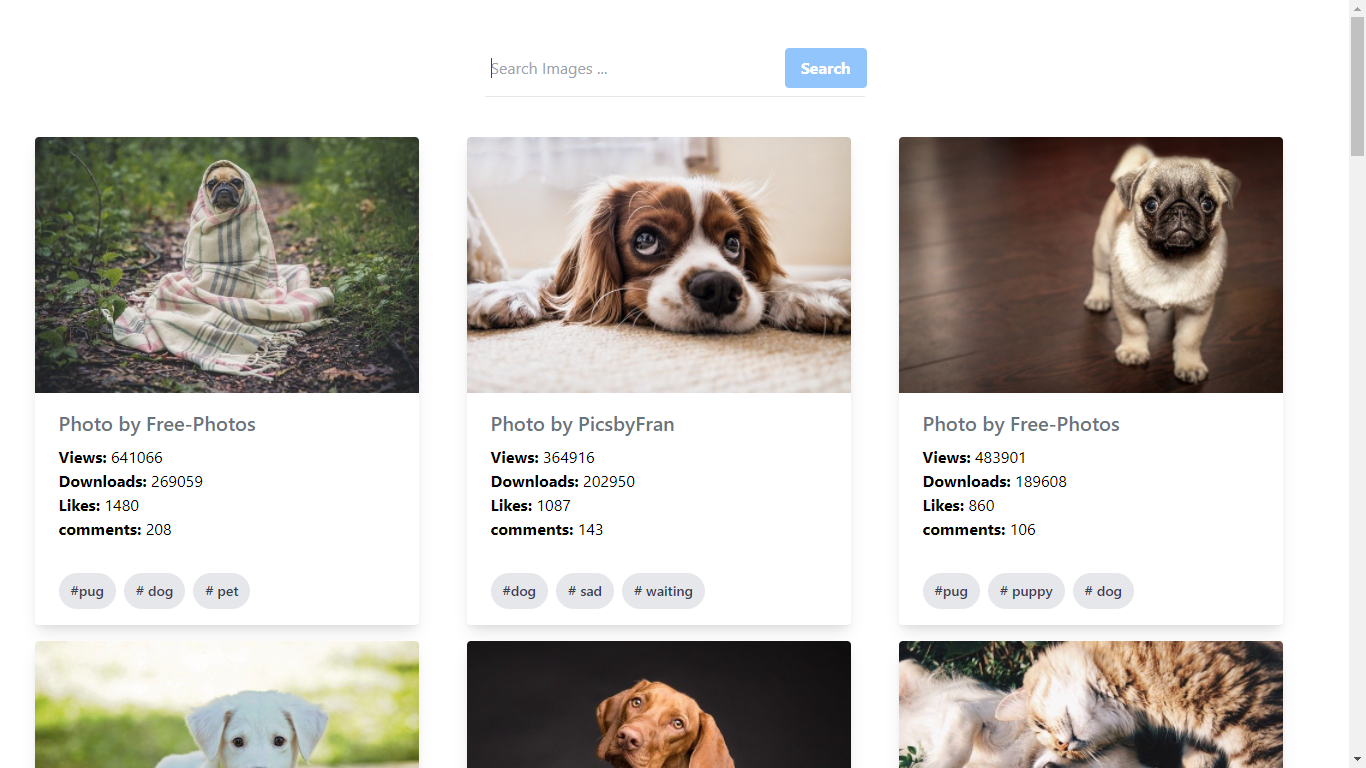 Search Images ...
Search
Photo by Free-Photos
Views: 641066
Downloads: 269059
Likes: 1480
comments: 208
#pug # dog # pet
Photo by PicsbyFran
Views: 364916
Downloads: 202950
Likes: 1087
comments: 143
#dog # sad # waiting
Photo by Free-Photos
Views: 483901
Downloads: 189608
Likes: 860
comments: 106
#pug # puppy # dog